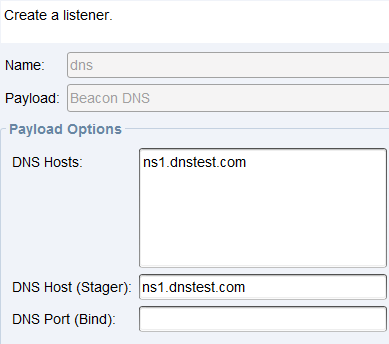 Create a listener.
Name: dns
Payload: Beacon DNS
Payload Options
DNS Hosts: ns1.dnstest.com
DNS Host (Stager): ns1.dnstest.com
DNS Port (Bind):